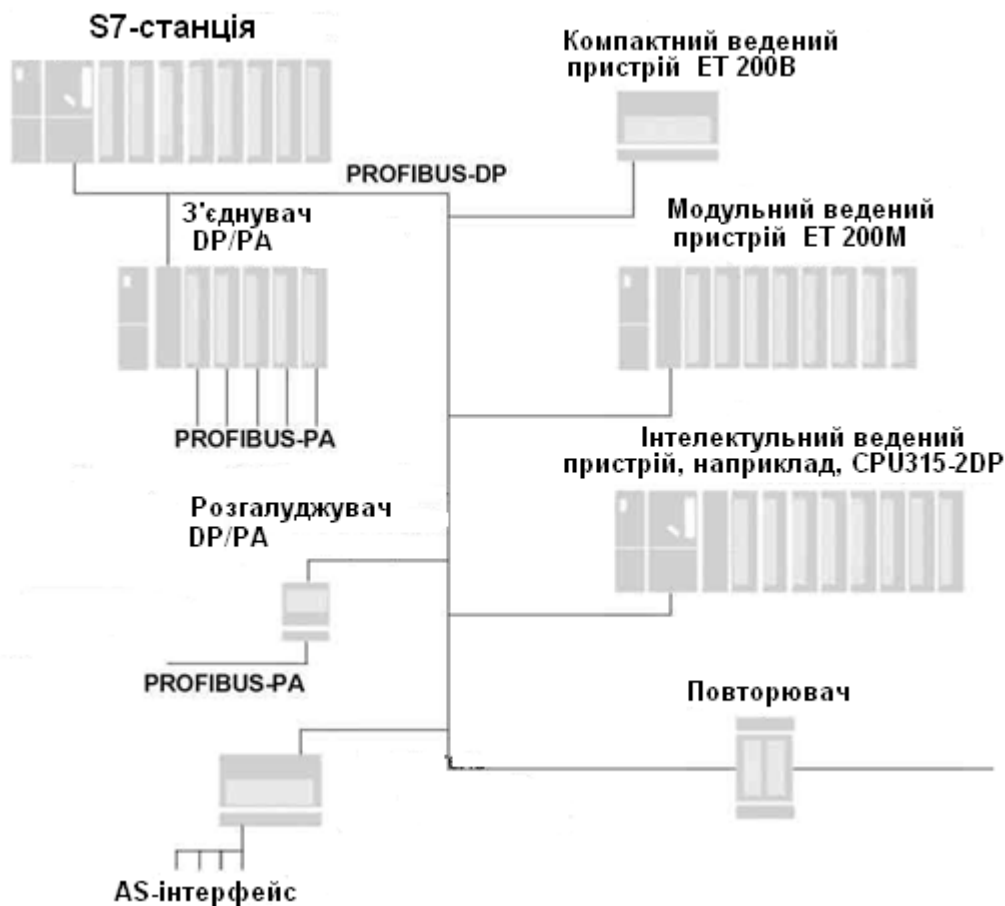 S7-станція
Компактний ведений
пристрій ET 200B
PROFIBUS-DP
З'єднувач
DP/PA
Модульний ведений
пристрій ET 200M
PROFIBUS-PA
Інтелектульний ведений
пристрій, наприклад, CPU315-2DP
Розгалуджувач
DP/PA
PROFIBUS-PA
Повторювач
AS-інтерфейс